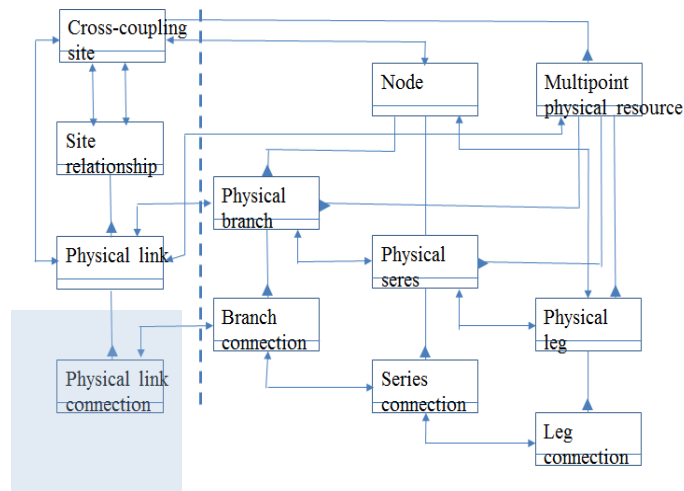 Cross-coupling
site
Node
Multipoint
physical resource
Site
relationship
Physical
branch
Physical link
Physical
seres
Branch
connection
Physical
leg
Physical link
connection
Series
connection
Leg
connection